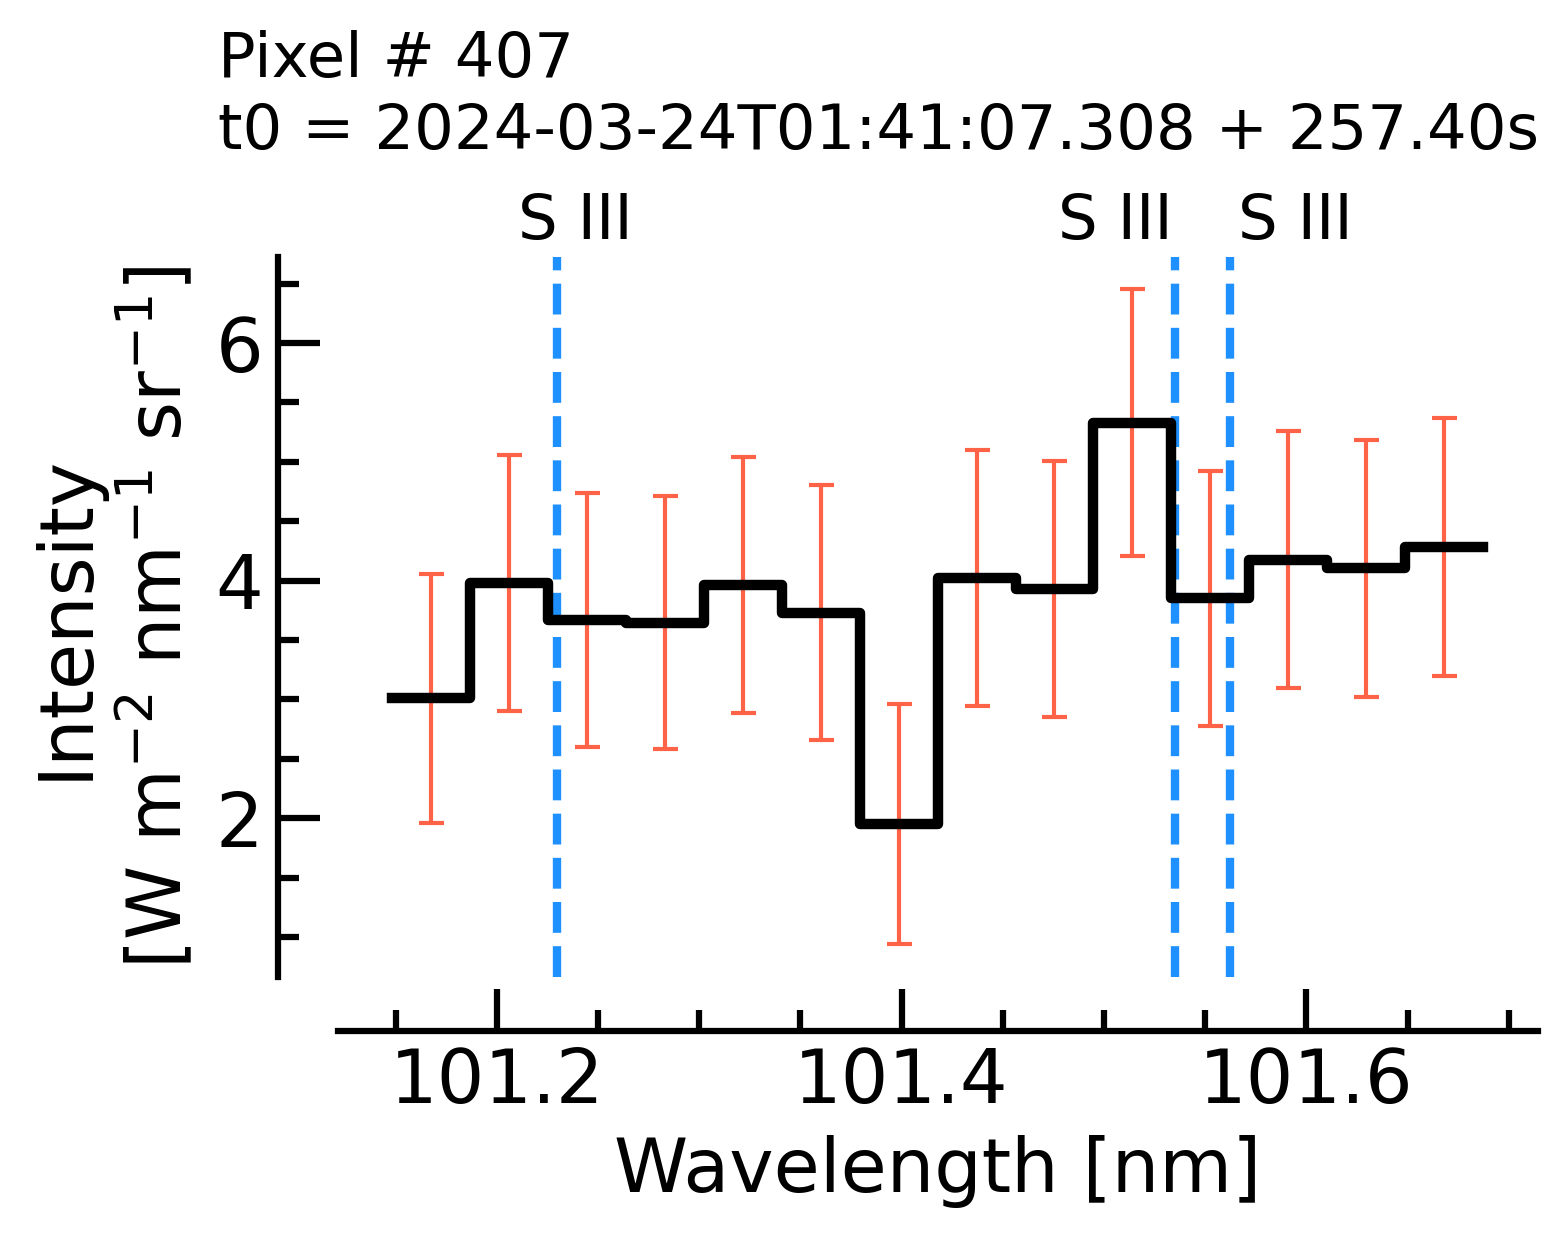 Pixel # 407
t0 = 2024-03-24T01:41:07.308 + 257.40s
S III S III S III
Intensity
[W m⁻² nm⁻¹ sr⁻¹]
6
4
2
101.2 101.4 101.6
Wavelength [nm]